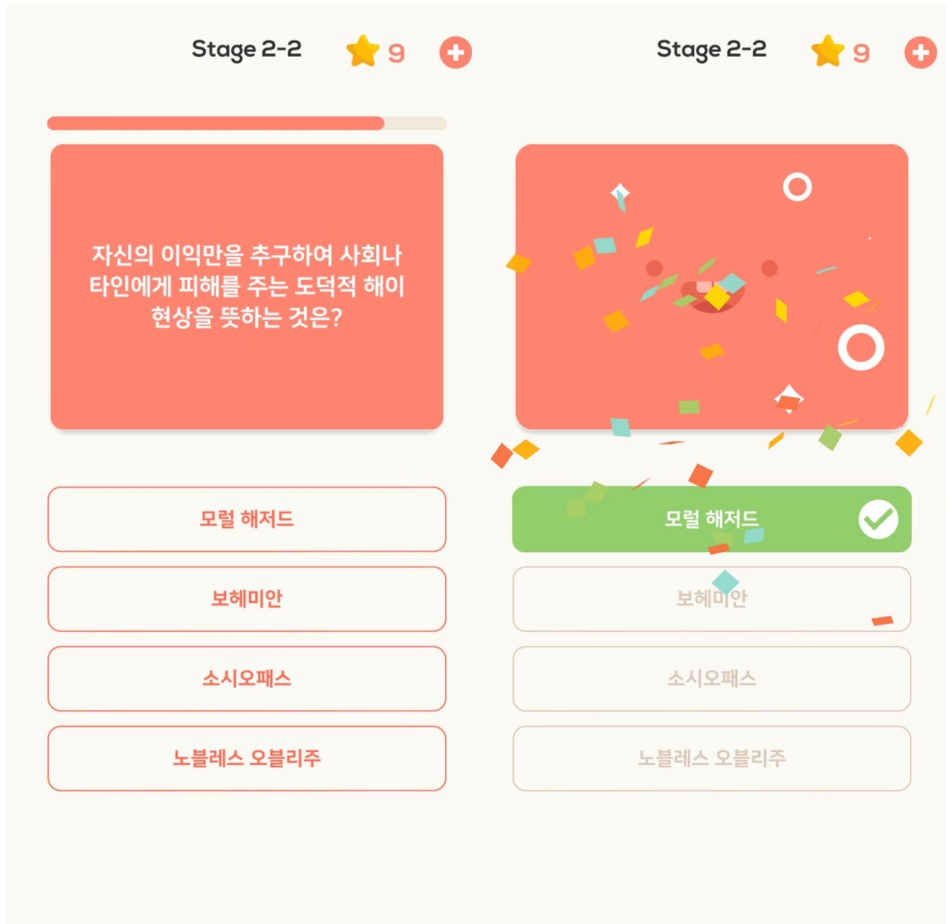 Stage 2-2 9
자신의 이익만을 추구하여 사회나
타인에게 피해를 주는 도덕적 해이
현상을 뜻하는 것은?
모럴 해저드
보헤미안
소시오패스
노블레스 오블리주
Stage 2-2 9
모럴 해저드
보헤미안
소시오패스
노블레스 오블리주